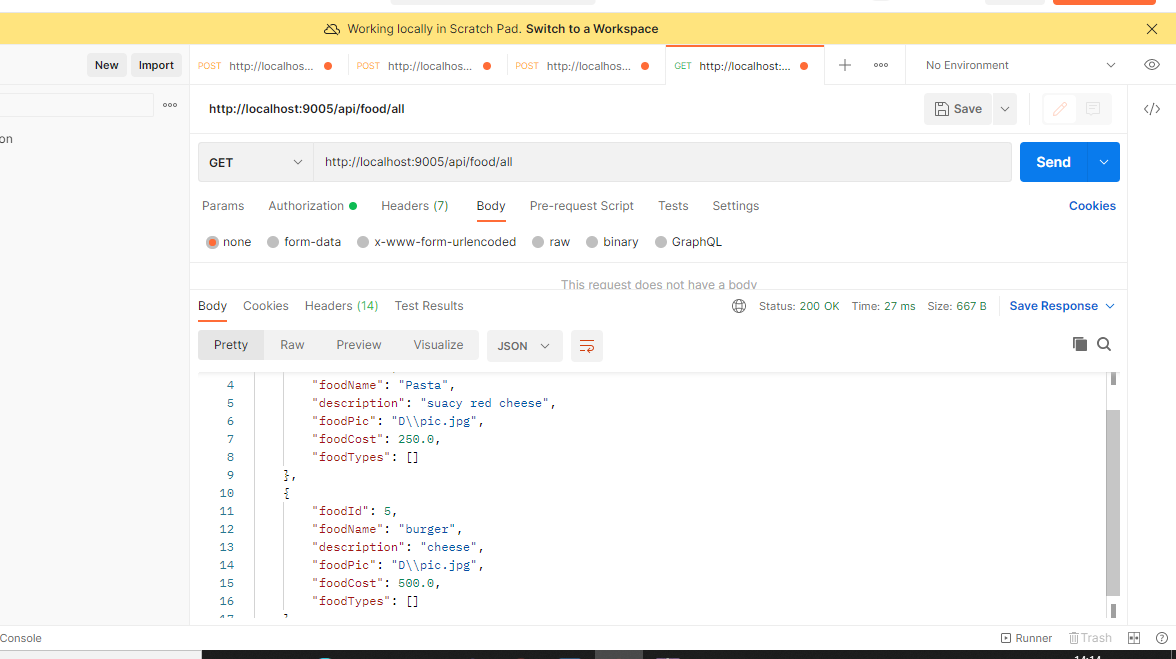 Working locally in Scratch Pad. Switch to a Workspace
New Import POST http://localhos... POST http://localhos... POST http://localhos... GET http://localhost:... No Environment
http://localhost:9005/api/food/all Save
on
GET http://localhost:9005/api/food/all Send
Params Authorization Headers (7) Body Pre-request Script Tests Settings Cookies
none form-data x-www-form-urlencoded raw binary GraphQL
This request does not have a body
Body Cookies Headers (14) Test Results Status: 200 OK Time: 27 ms Size: 667 B Save Response
Pretty Raw Preview Visualize JSON
4 "foodName": "Pasta",
5 "description": "suacy red cheese",
6 "foodPic": "D\\pic.jpg",
7 "foodCost": 250.0,
8 "foodTypes": []
9 },
10 {
11 "foodId": 5,
12 "foodName": "burger",
13 "description": "cheese",
14 "foodPic": "D\\pic.jpg",
15 "foodCost": 500.0,
16 "foodTypes": []
17
Console Runner Trash